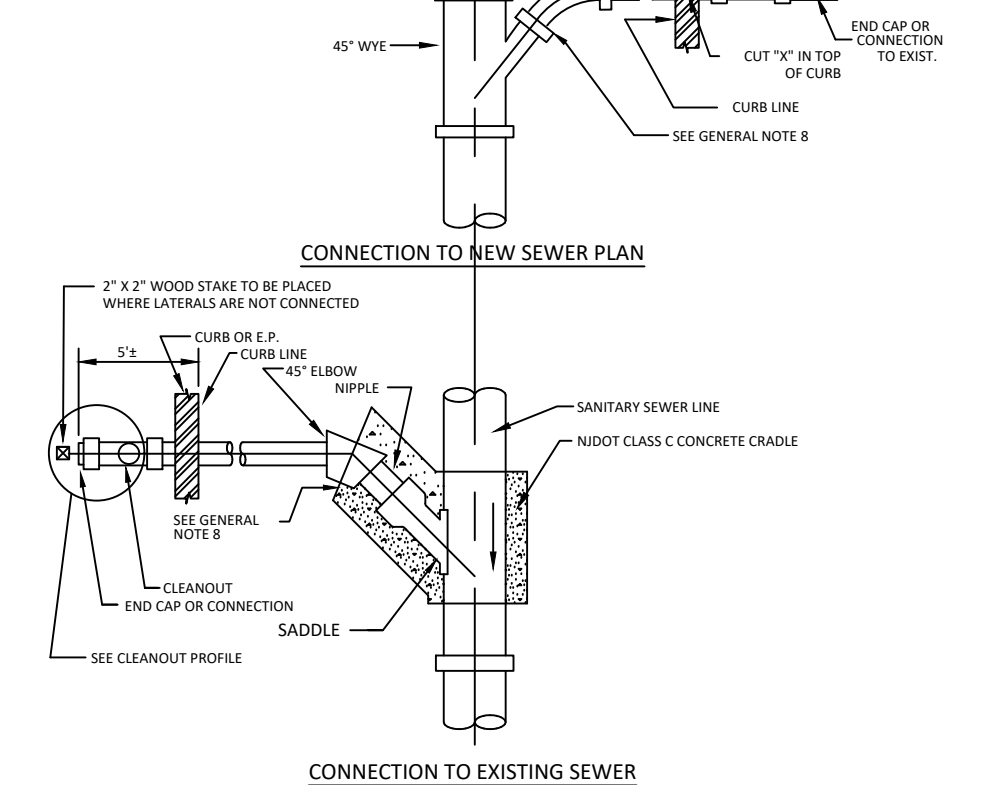 45° WYE
END CAP OR
CONNECTION
TO EXIST.
CUT "X" IN TOP
OF CURB
CURB LINE
SEE GENERAL NOTE 8
CONNECTION TO NEW SEWER PLAN
2" X 2" WOOD STAKE TO BE PLACED
WHERE LATERALS ARE NOT CONNECTED
CURB OR E.P.
5'±
CURB LINE
45° ELBOW
NIPPLE
SANITARY SEWER LINE
NJDOT CLASS C CONCRETE CRADLE
SEE GENERAL
NOTE 8
CLEANOUT
END CAP OR CONNECTION
SADDLE
SEE CLEANOUT PROFILE
CONNECTION TO EXISTING SEWER